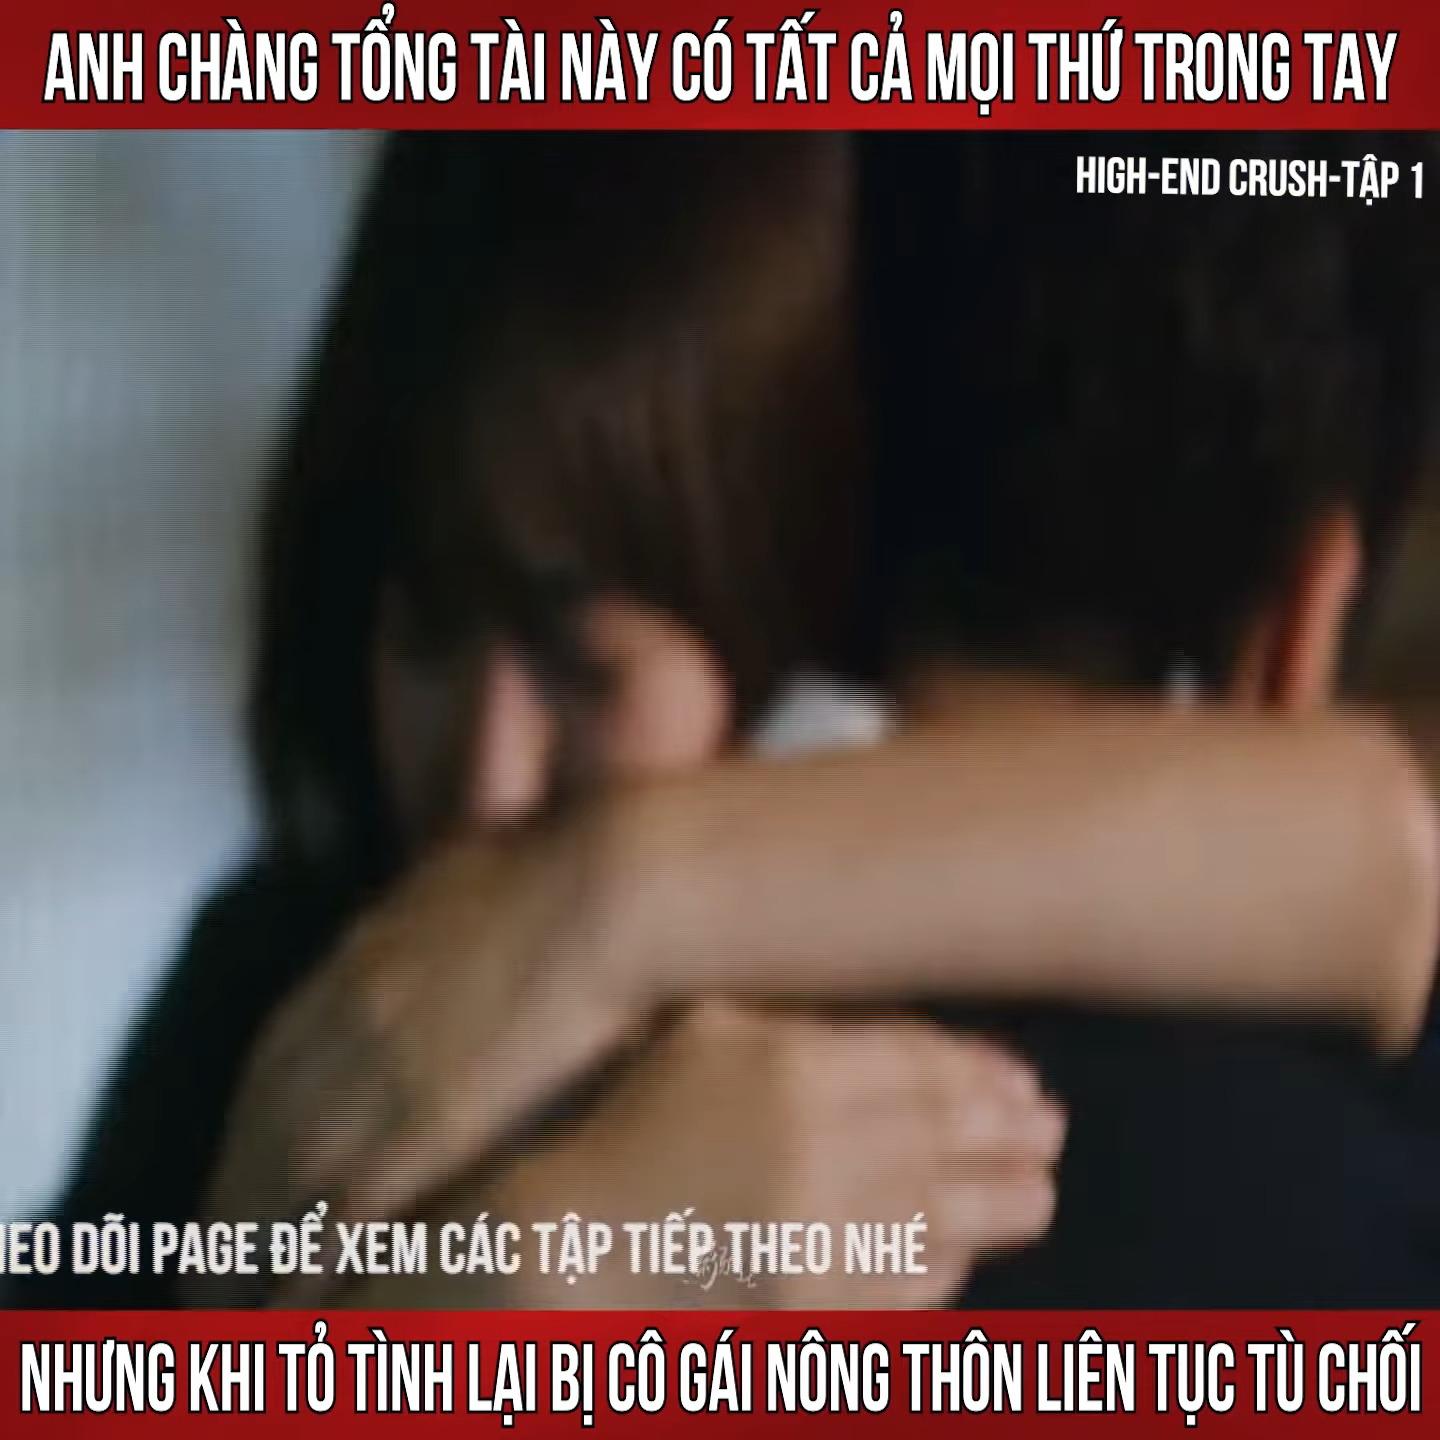 ANH CHÀNG TỔNG TÀI NÀY CÓ TẤT CẢ MỌI THỨ TRONG TAY
HIGH-END CRUSH-TẬP 1
HEO DÕI PAGE ĐỂ XEM CÁC TẬP TIẾP THEO NHÉ
NHƯNG KHI TỎ TÌNH LẠI BỊ CÔ GÁI NÔNG THÔN LIÊN TỤC TÙ CHỐI